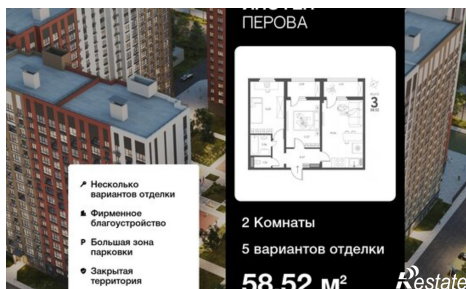 ПЕРОВА
3
Несколько
вариантов отделки
Фирменное
благоустройство
P Большая зона
парковки
Закрытая
территория
2 Комнаты
5 вариантов отделки
58.52 м²
Restate